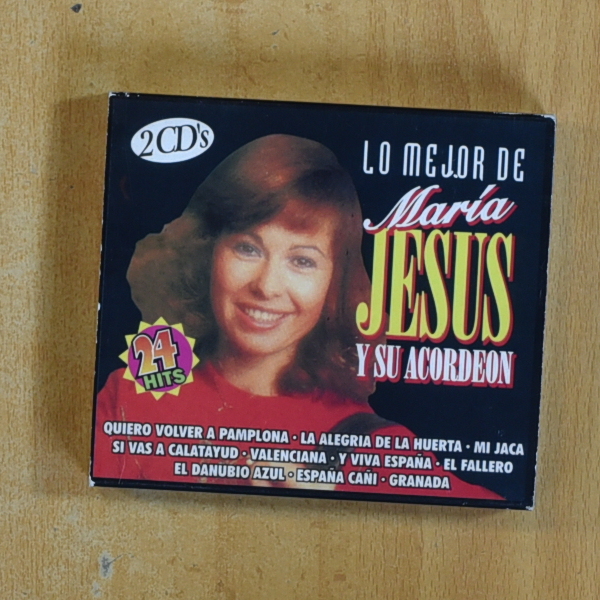 2CD's
LO MEJOR DE
María
JESUS
Y SU ACORDEON
24
HITS
QUIERO VOLVER A PAMPLONA · LA ALEGRIA DE LA HUERTA · MI JACA
SI VAS A CALATAYUD · VALENCIANA · Y VIVA ESPAÑA · EL FALLERO
EL DANUBIO AZUL · ESPAÑA CAÑI · GRANADA